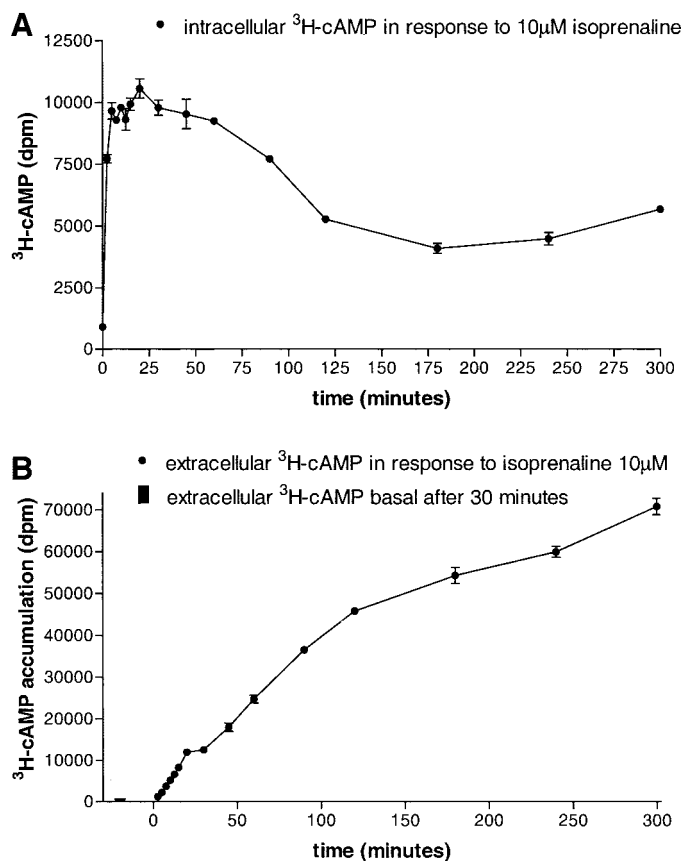 A
intracellular ³H-cAMP in response to 10μM isoprenaline
12500
10000
7500
5000
2500
0
³H-cAMP (dpm)
0 25 50 75 100 125 150 175 200 225 250 275 300
time (minutes)
B
extracellular ³H-cAMP in response to isoprenaline 10μM
extracellular ³H-cAMP basal after 30 minutes
70000
60000
50000
40000
30000
20000
10000
0
³H-cAMP accumulation (dpm)
0 50 100 150 200 250 300
time (minutes)